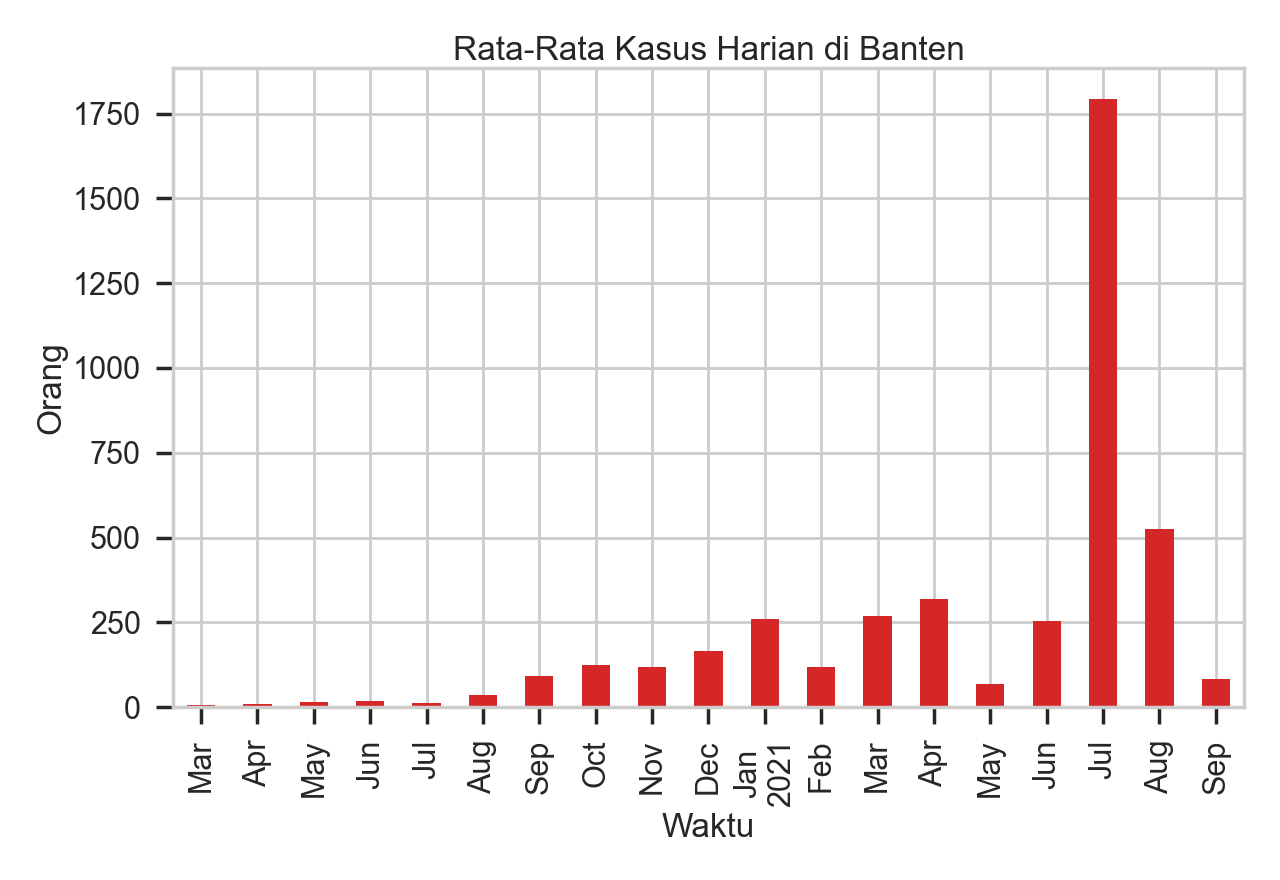 Rata-Rata Kasus Harian di Banten
1750
1500
1250
1000
750
500
250
0
Orang
Mar
Apr
May
Jun
Jul
Aug
Sep
Oct
Nov
Dec
Jan
2021
Feb
Mar
Apr
May
Jun
Jul
Aug
Sep
Waktu